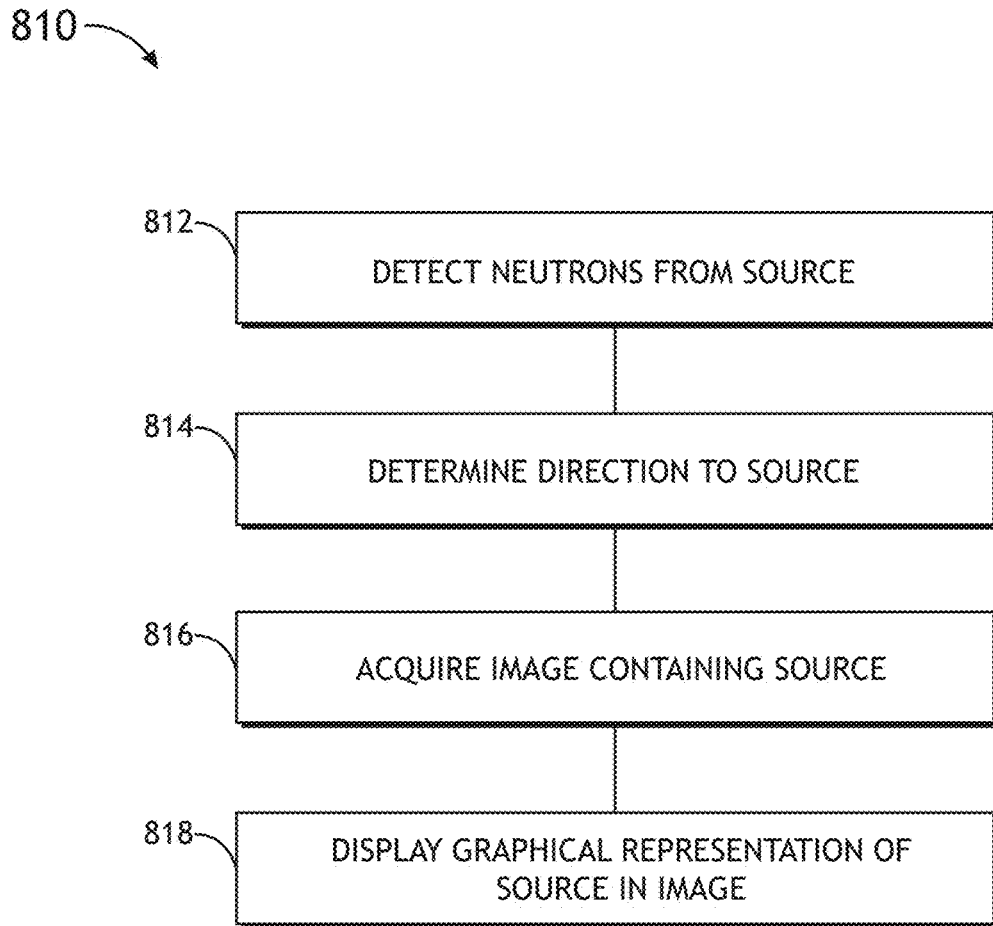 810
812
DETECT NEUTRONS FROM SOURCE
814
DETERMINE DIRECTION TO SOURCE
816
ACQUIRE IMAGE CONTAINING SOURCE
818
DISPLAY GRAPHICAL REPRESENTATION OF
SOURCE IN IMAGE